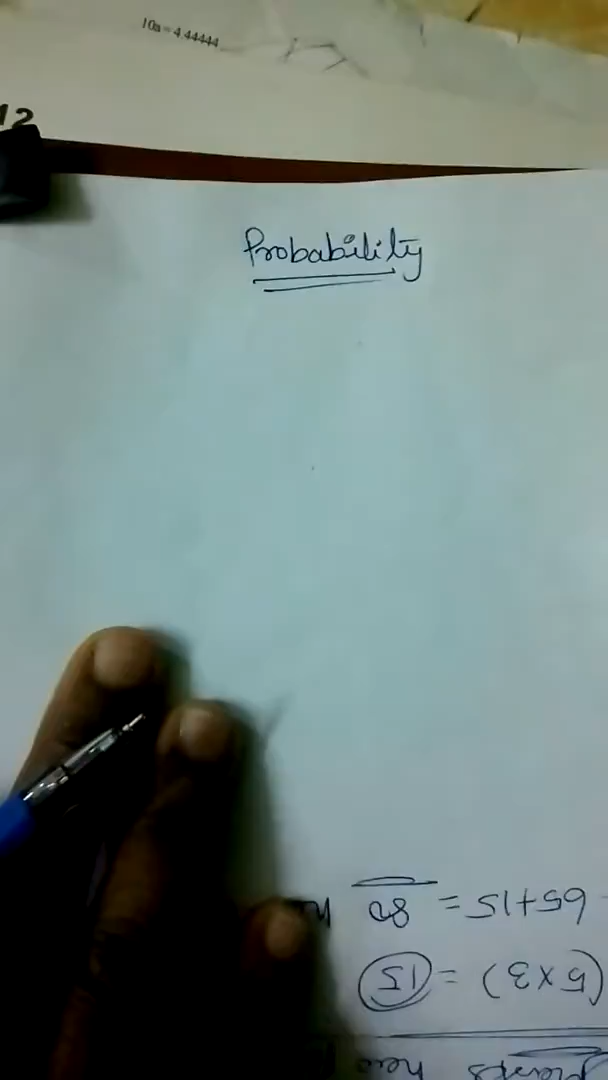 10a = 4.44444
12
Probability
65+15 = 80
(5×3) = 15